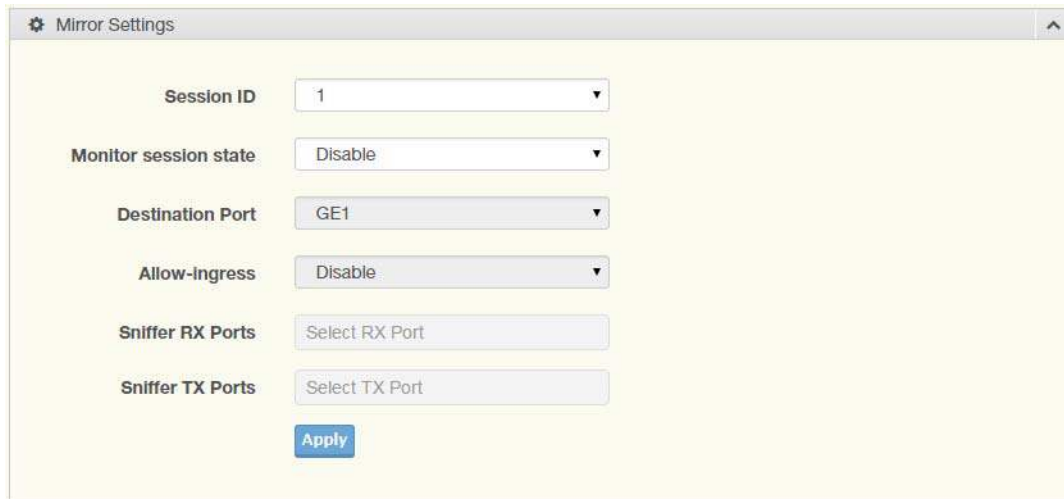 Mirror Settings
Session ID 1
Monitor session state Disable
Destination Port GE1
Allow-ingress Disable
Sniffer RX Ports Select RX Port
Sniffer TX Ports Select TX Port
Apply